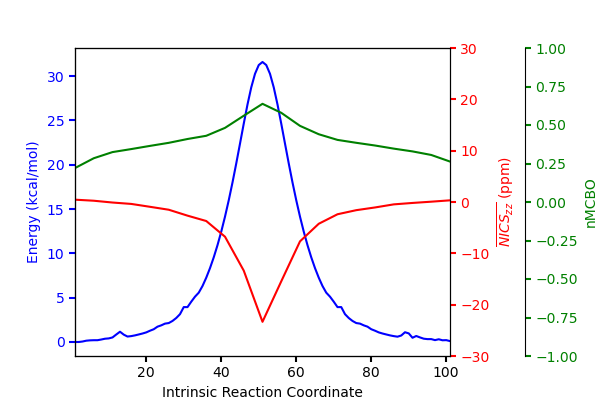 30 25 20 15 10 5 0
Energy (kcal/mol)
20 40 60 80 100
Intrinsic Reaction Coordinate
30 20 10 0 −10 −20 −30
NICS_zz (ppm)
1.00 0.75 0.50 0.25 0.00 −0.25 −0.50 −0.75 −1.00
nMCBO